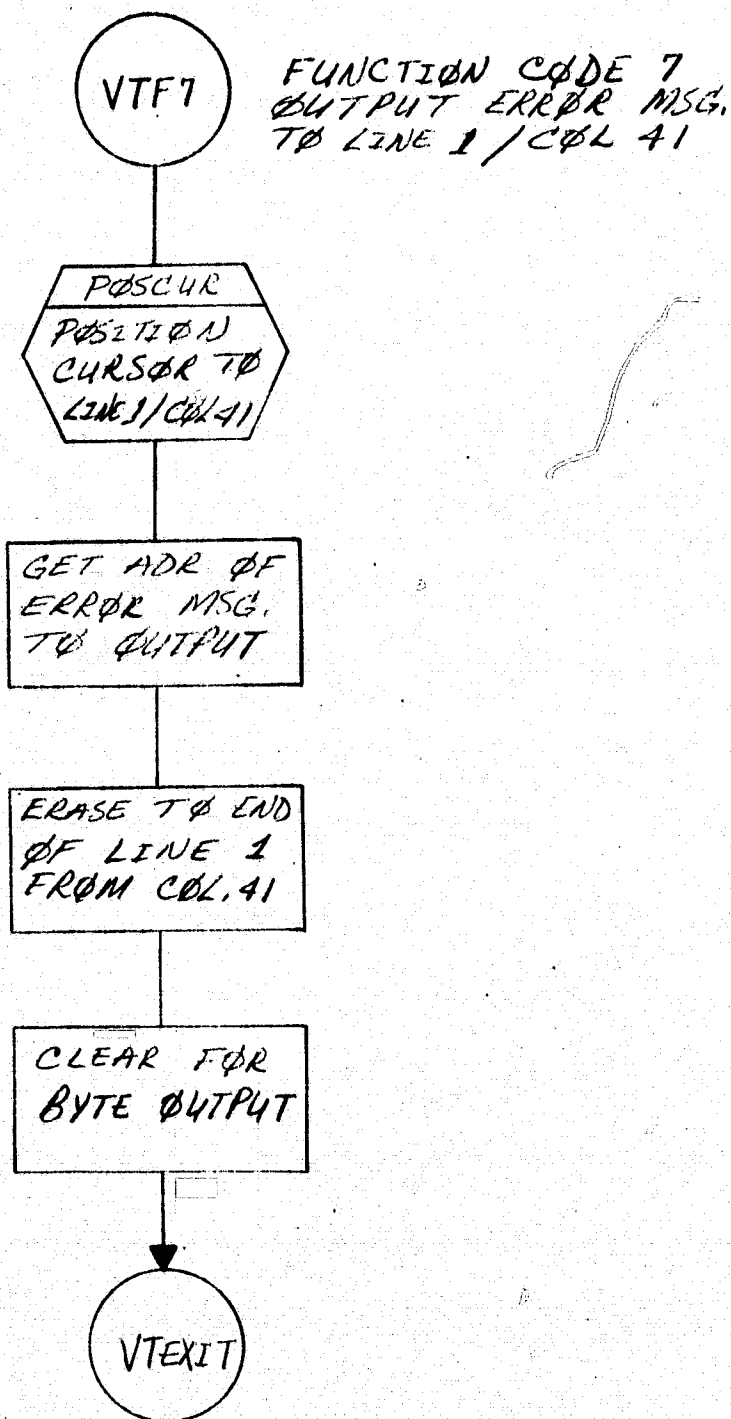 VTF7
FUNCTIØN CØDE 7
ØUTPUT ERRØR MSG.
TØ LINE 1 / CØL 41
PØSCUR
PØSITIØN
CURSØR TØ
LINE 1/CØL 41
GET ADR ØF
ERRØR MSG.
TØ ØUTPUT
ERASE TØ END
ØF LINE 1
FRØM CØL. 41
CLEAR FØR
BYTE ØUTPUT
VTEXIT